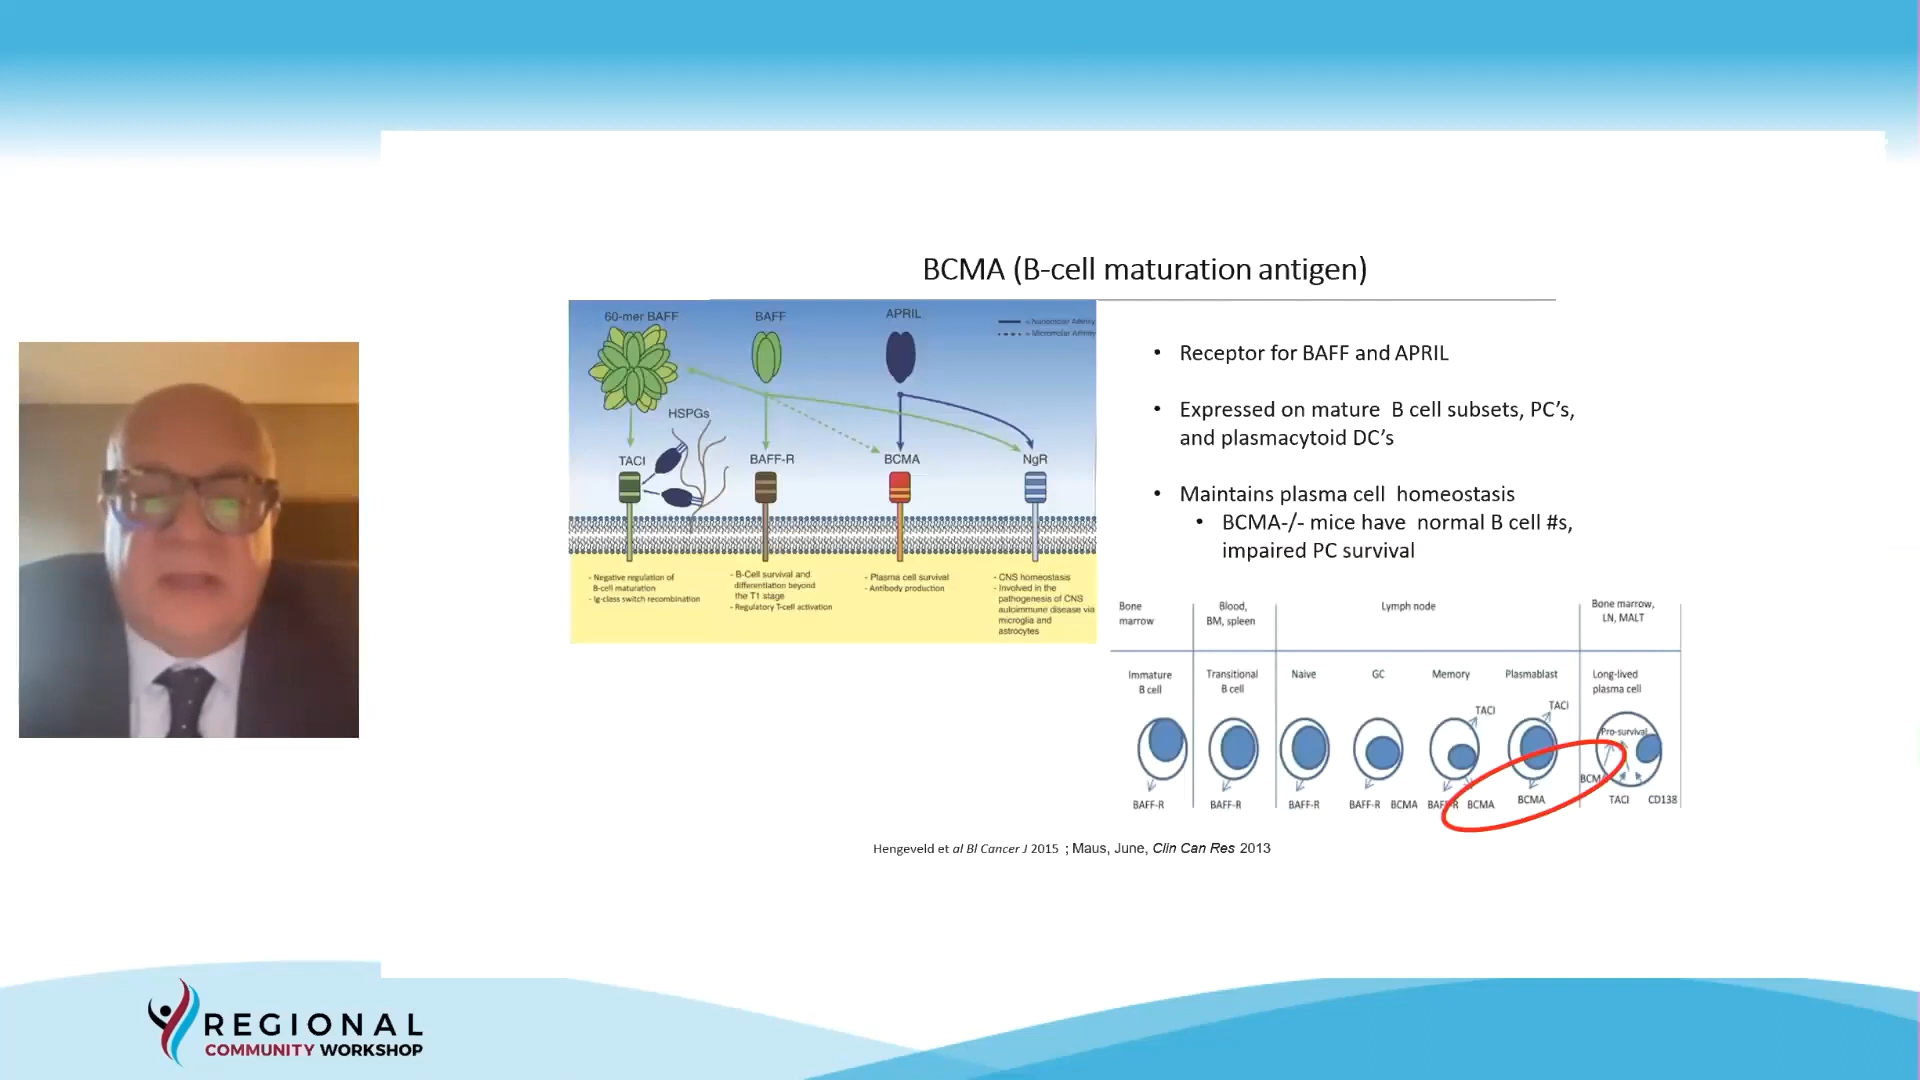 BCMA (B-cell maturation antigen)
60-mer BAFF
BAFF
APRIL
= Nanomolar Affinity
= Micromolar Affinity
HSPGs
TACI
BAFF-R
BCMA
NgR
- Negative regulation of
B-cell maturation
- Ig-class switch recombination
- B-Cell survival and
differentiation beyond
the T1 stage
- Regulatory T-cell activation
- Plasma cell survival
- Antibody production
- CNS homeostasis
- Involved in the
pathogenesis of CNS
autoimmune disease via
microglia and
astrocytes
• Receptor for BAFF and APRIL
• Expressed on mature B cell subsets, PC’s,
and plasmacytoid DC’s
• Maintains plasma cell homeostasis
• BCMA-/- mice have normal B cell #s,
impaired PC survival
Bone
marrow
Blood,
BM, spleen
Lymph node
Bone marrow,
LN, MALT
Immature
B cell
Transitional
B cell
Naive
GC
Memory
Plasmablast
Long-lived
plasma cell
TACI
TACI
Pro-survival
BCMA
BAFF-R
BAFF-R
BAFF-R
BAFF-R
BCMA
BAFF-R
BCMA
BCMA
TACI
CD138
Hengeveld et al Bl Cancer J 2015 ; Maus, June, Clin Can Res 2013
REGIONAL
COMMUNITY WORKSHOP